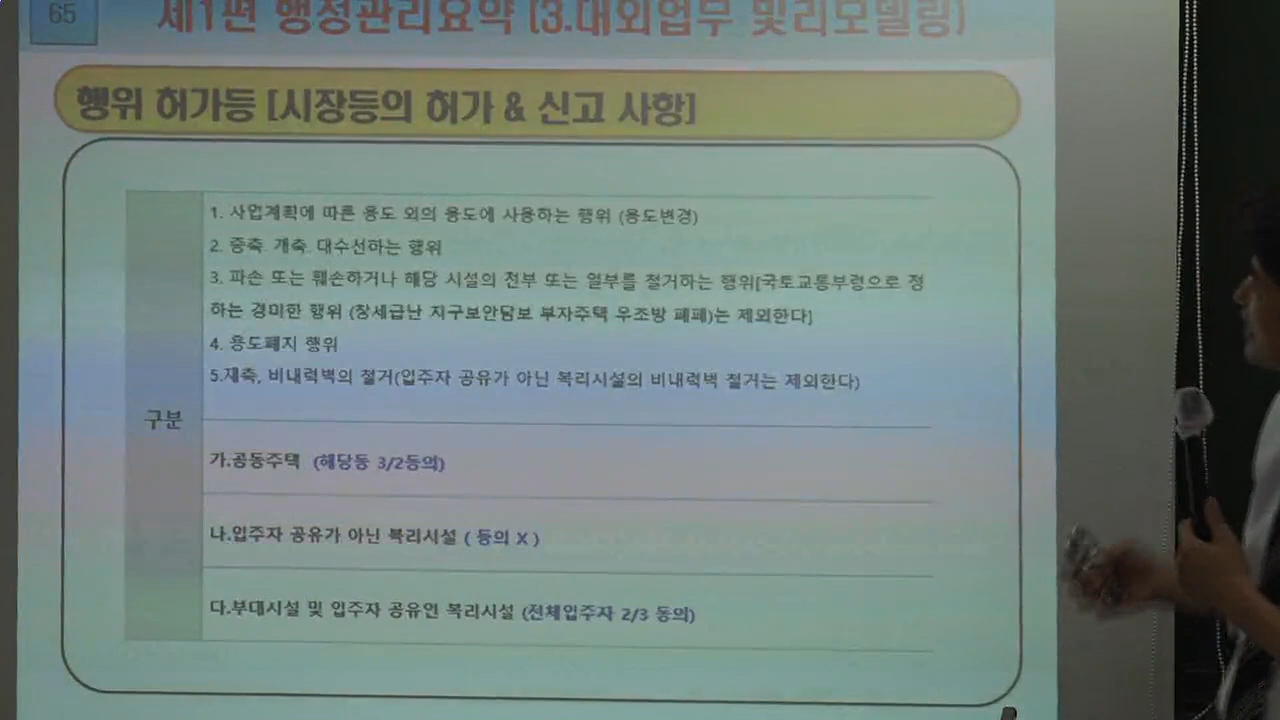 65
제1편 행정관리요약 (3.대외업무 및리모델링)
행위 허가등 [시장등의 허가 & 신고 사항]
1. 사업계획에 따른 용도 외의 용도에 사용하는 행위 (용도변경)
2. 증축. 개축. 대수선하는 행위
3. 파손 또는 훼손하거나 해당 시설의 전부 또는 일부를 철거하는 행위[국토교통부령으로 정
하는 경미한 행위 (창세급난 지구보안담보 부자주택 우조방 폐폐)는 제외한다]
4. 용도폐지 행위
5.재축, 비내력벽의 철거(입주자 공유가 아닌 복리시설의 비내력벽 철거는 제외한다)
구분
가.공동주택 (해당동 3/2동의)
나.입주자 공유가 아닌 복리시설 ( 동의 X )
다.부대시설 및 입주자 공유인 복리시설 (전체입주자 2/3 동의)